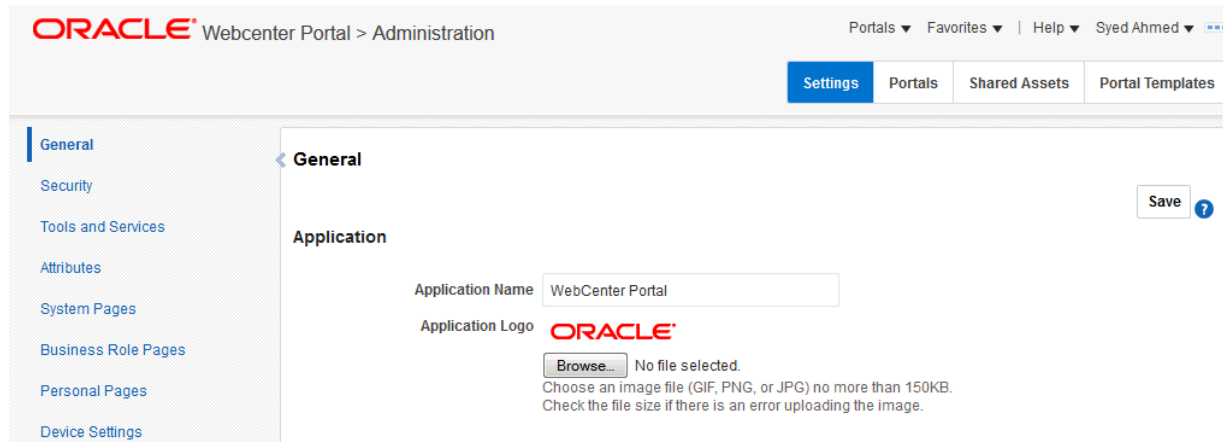 ORACLE Webcenter Portal > Administration
Portals Favorites | Help Syed Ahmed
Settings Portals Shared Assets Portal Templates
General
Security
Tools and Services
Attributes
System Pages
Business Role Pages
Personal Pages
Device Settings
General
Save ?
Application
Application Name WebCenter Portal
Application Logo ORACLE
Browse... No file selected.
Choose an image file (GIF, PNG, or JPG) no more than 150KB.
Check the file size if there is an error uploading the image.